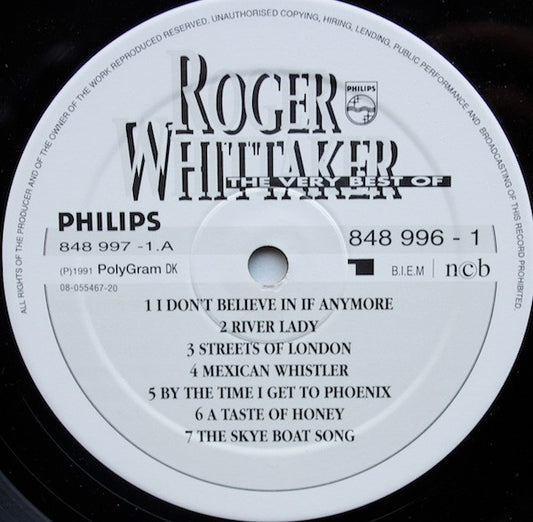 ALL RIGHTS OF THE PRODUCER AND OF THE OWNER OF THE WORK REPRODUCED RESERVED. UNAUTHORISED COPYING, HIRING, LENDING, PUBLIC PERFORMANCE AND BROADCASTING OF THIS RECORD PROHIBITED.
ROGER
PHILIPS
WHITTAKER
THE VERY BEST OF
PHILIPS
848 997 -1.A
848 996 - 1
(P)1991 PolyGram DK
1 B.I.E.M n©b
08-055467-20
1 I DON'T BELIEVE IN IF ANYMORE
2 RIVER LADY
3 STREETS OF LONDON
4 MEXICAN WHISTLER
5 BY THE TIME I GET TO PHOENIX
6 A TASTE OF HONEY
7 THE SKYE BOAT SONG